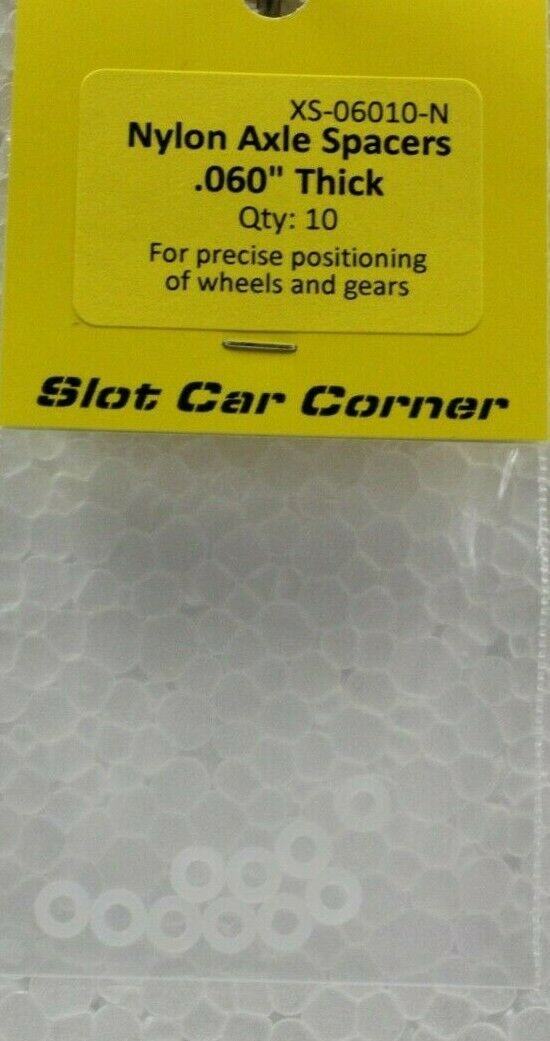 XS-06010-N
Nylon Axle Spacers
.060" Thick
Qty: 10
For precise positioning
of wheels and gears
Slot Car Corner